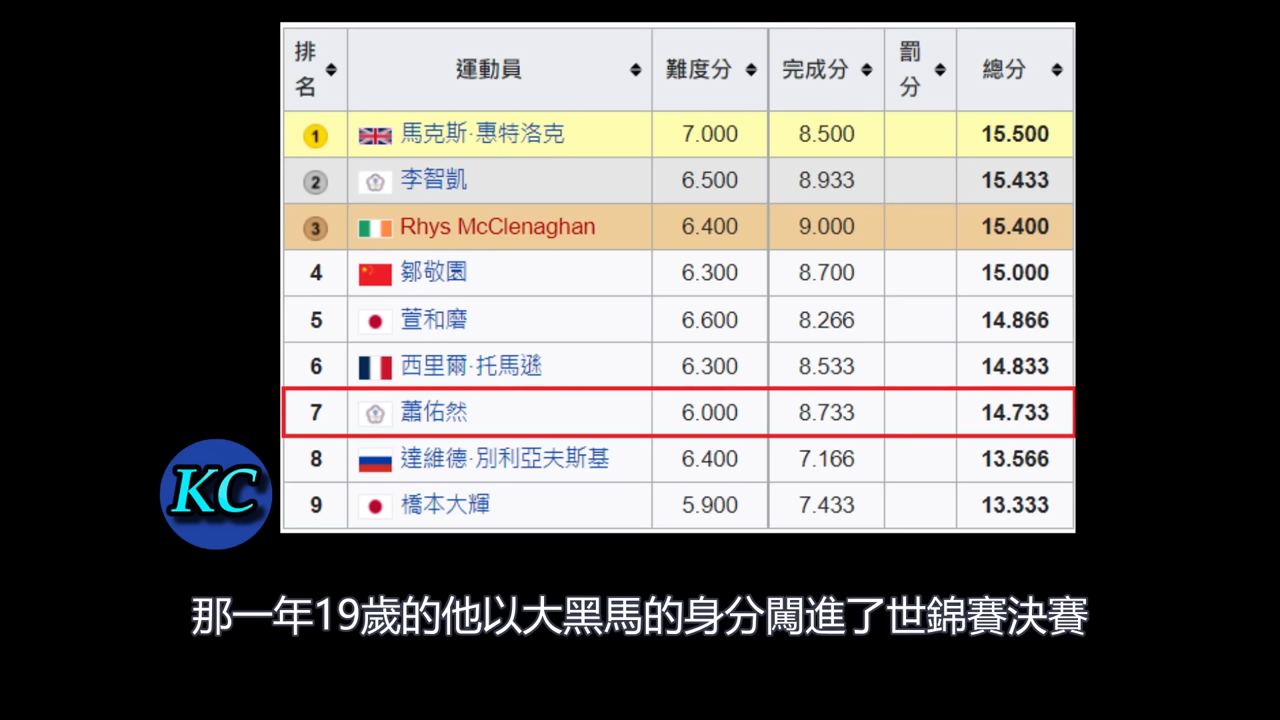 排名 運動員 難度分 完成分 罰分 總分
1 馬克斯·惠特洛克 7.000 8.500 15.500
2 李智凱 6.500 8.933 15.433
3 Rhys McClenaghan 6.400 9.000 15.400
4 鄒敬園 6.300 8.700 15.000
5 萱和磨 6.600 8.266 14.866
6 西里爾·托馬遜 6.300 8.533 14.833
7 蕭佑然 6.000 8.733 14.733
8 達維德·別利亞夫斯基 6.400 7.166 13.566
9 橋本大輝 5.900 7.433 13.333
KC
那一年19歲的他以大黑馬的身分闖進了世錦賽決賽